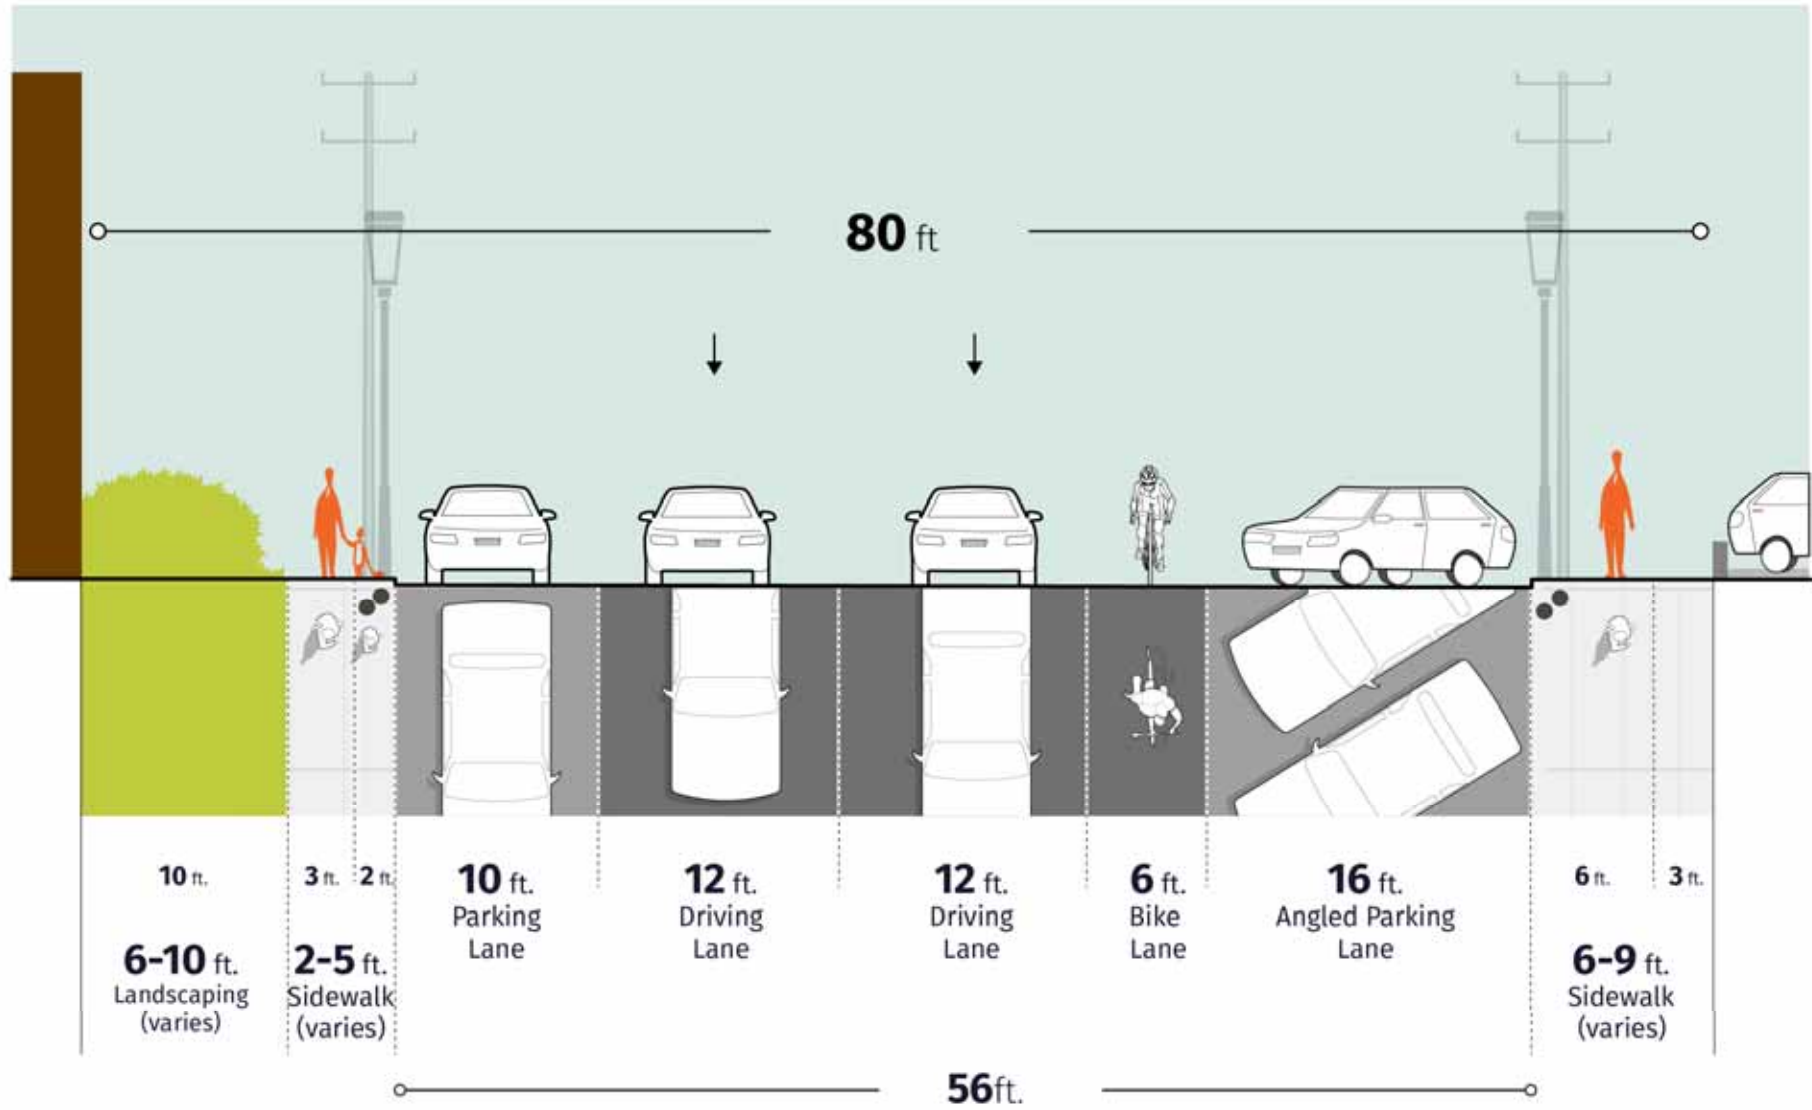 80 ft
10 ft.
3 ft.
2 ft.
10 ft.
Parking
Lane
12 ft.
Driving
Lane
12 ft.
Driving
Lane
6 ft.
Bike
Lane
16 ft.
Angled Parking
Lane
6 ft.
3 ft.
6-10 ft.
Landscaping
(varies)
2-5 ft.
Sidewalk
(varies)
6-9 ft.
Sidewalk
(varies)
56ft.